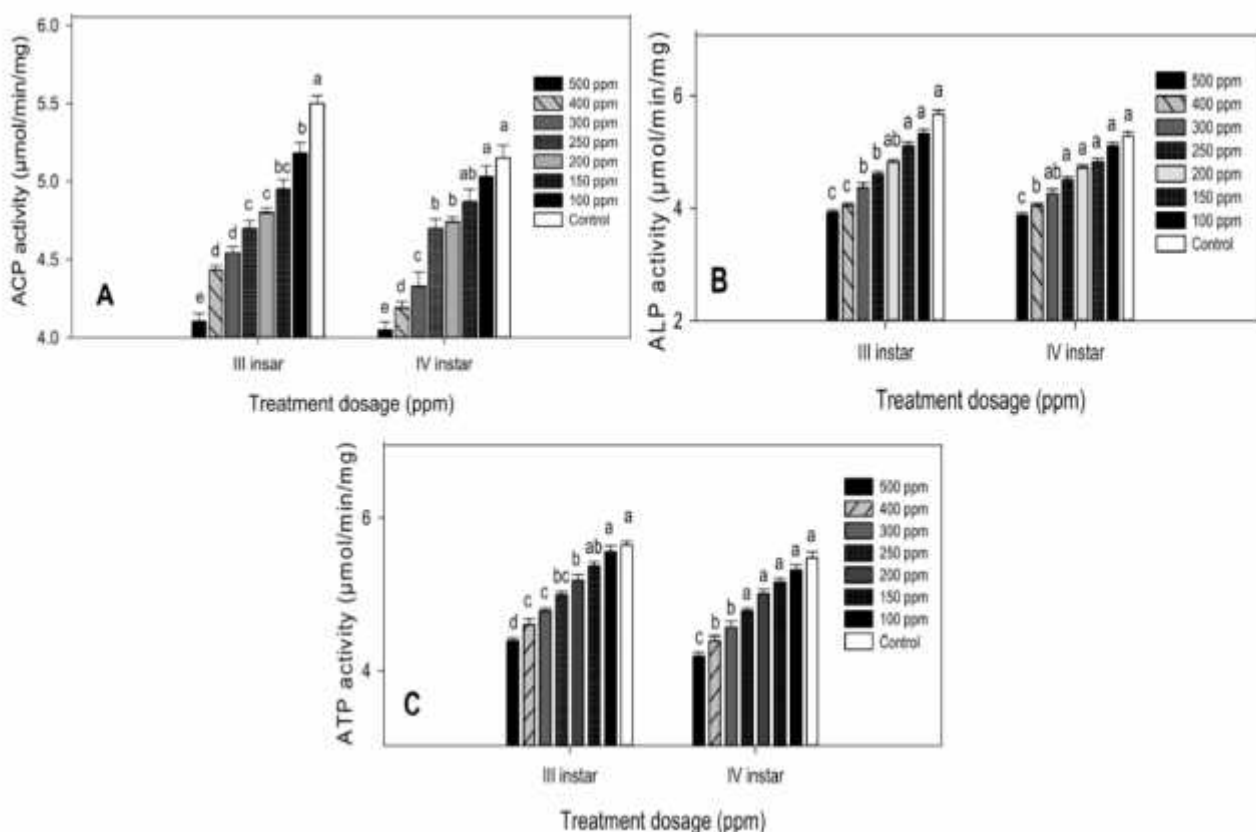 ACP activity (μmol/min/mg)
6.0
5.5
5.0
4.5
4.0
A
e
d
d
c
c
bc
b
a
e
d
c
b
b
ab
a
a
500 ppm
400 ppm
300 ppm
250 ppm
200 ppm
150 ppm
100 ppm
Control
III insar
IV instar
Treatment dosage (ppm)
ALP activity (μmol/min/mg)
6
4
2
B
c
c
b
b
ab
a
a
a
c
b
ab
a
a
a
a
a
500 ppm
400 ppm
300 ppm
250 ppm
200 ppm
150 ppm
100 ppm
Control
III instar
IV instar
Treatment dosage (ppm)
ATP activity (μmol/min/mg)
6
4
C
d
c
c
bc
b
ab
a
a
c
b
b
a
a
a
a
a
500 ppm
400 ppm
300 ppm
250 ppm
200 ppm
150 ppm
100 ppm
Control
III instar
IV instar
Treatment dosage (ppm)